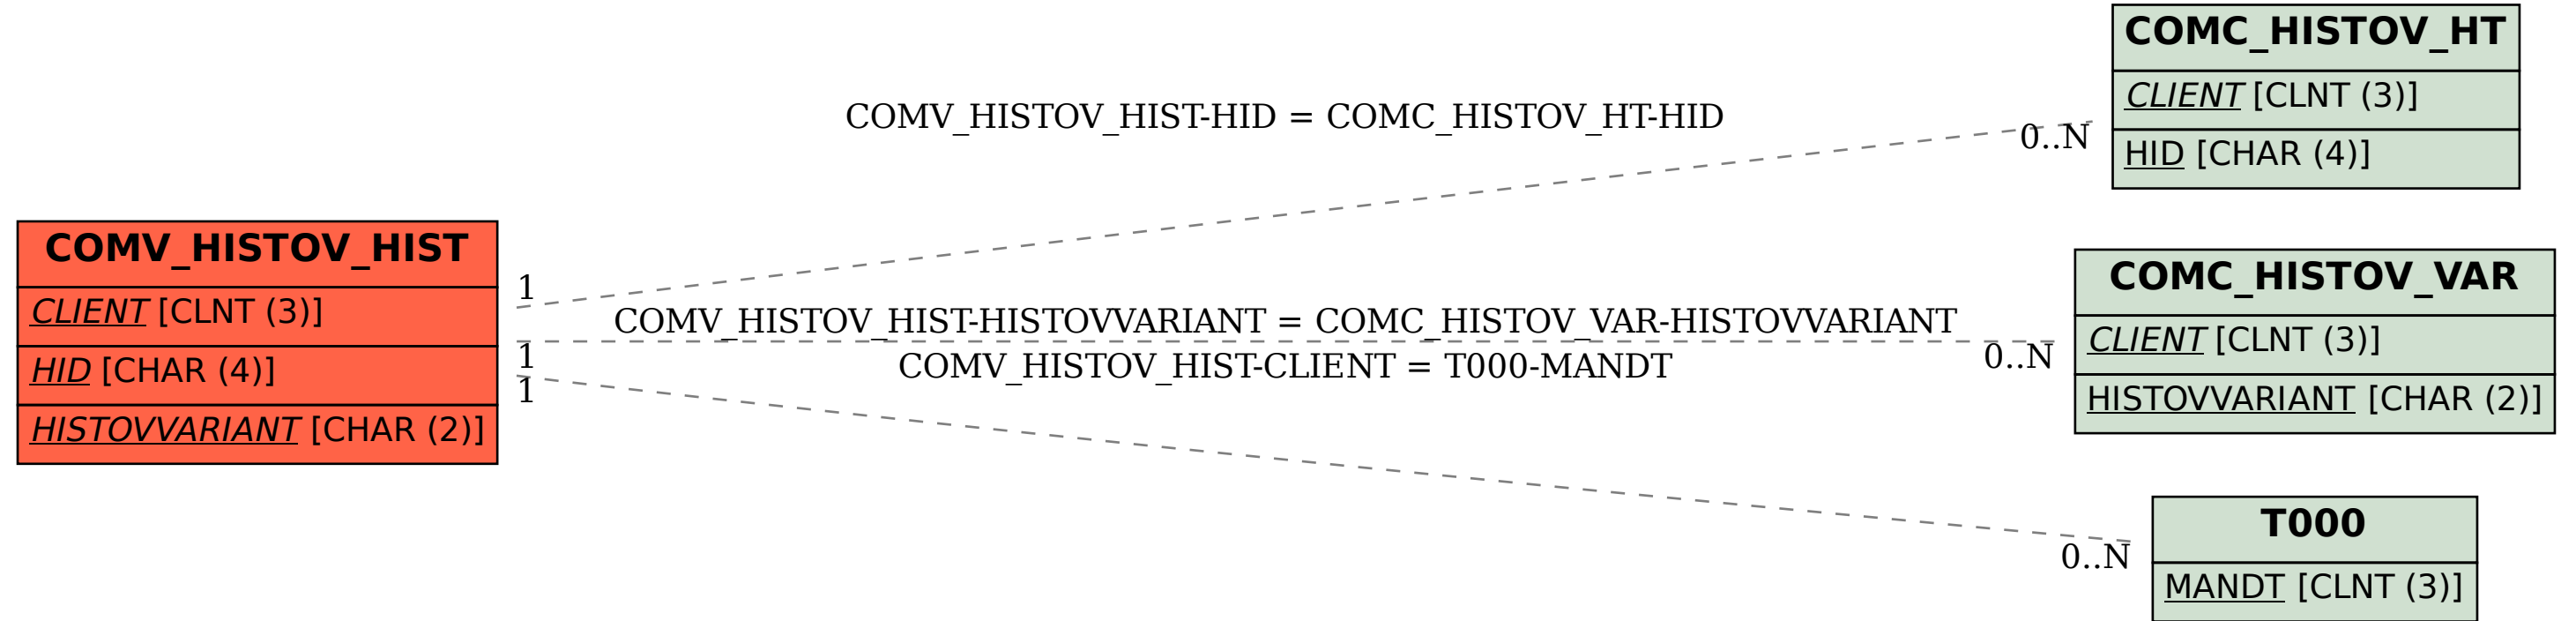 COMV_HISTOV_HIST
CLIENT [CLNT (3)]
HID [CHAR (4)]
HISTOVVARIANT [CHAR (2)]
COMV_HISTOV_HIST-HID = COMC_HISTOV_HT-HID
1
0..N
COMV_HISTOV_HIST-HISTOVVARIANT = COMC_HISTOV_VAR-HISTOVVARIANT
1
0..N
COMV_HISTOV_HIST-CLIENT = T000-MANDT
1
0..N
COMC_HISTOV_HT
CLIENT [CLNT (3)]
HID [CHAR (4)]
COMC_HISTOV_VAR
CLIENT [CLNT (3)]
HISTOVVARIANT [CHAR (2)]
T000
MANDT [CLNT (3)]